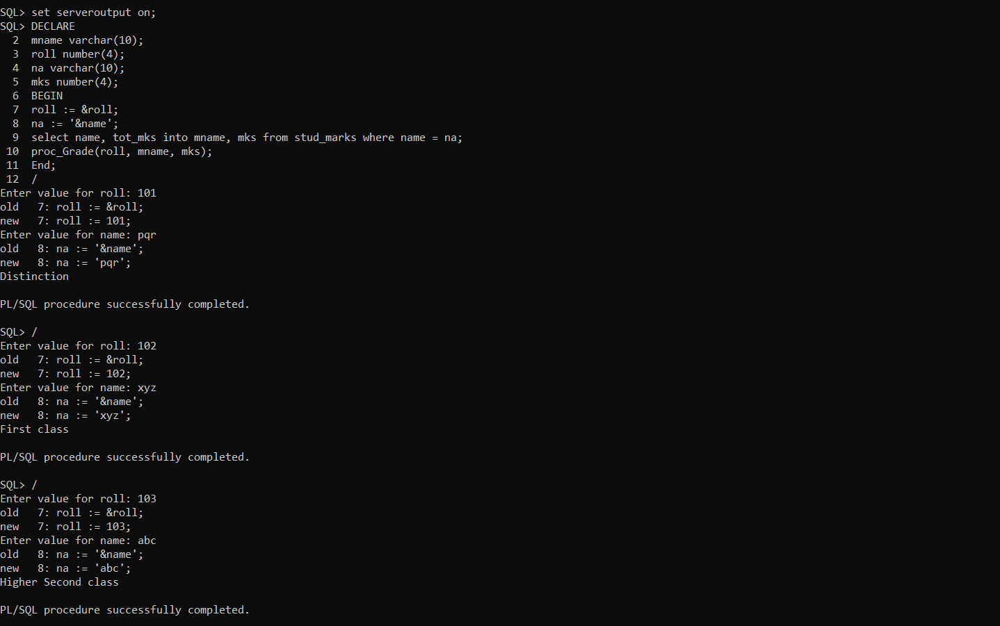 SQL> set serveroutput on;
SQL> DECLARE
  2  mname varchar(10);
  3  roll number(4);
  4  na varchar(10);
  5  mks number(4);
  6  BEGIN
  7  roll := &roll;
  8  na := '&name';
  9  select name, tot_mks into mname, mks from stud_marks where name = na;
 10  proc_Grade(roll, mname, mks);
 11  End;
 12  /
Enter value for roll: 101
old   7: roll := &roll;
new   7: roll := 101;
Enter value for name: pqr
old   8: na := '&name';
new   8: na := 'pqr';
Distinction

PL/SQL procedure successfully completed.

SQL> /
Enter value for roll: 102
old   7: roll := &roll;
new   7: roll := 102;
Enter value for name: xyz
old   8: na := '&name';
new   8: na := 'xyz';
First class

PL/SQL procedure successfully completed.

SQL> /
Enter value for roll: 103
old   7: roll := &roll;
new   7: roll := 103;
Enter value for name: abc
old   8: na := '&name';
new   8: na := 'abc';
Higher Second class

PL/SQL procedure successfully completed.